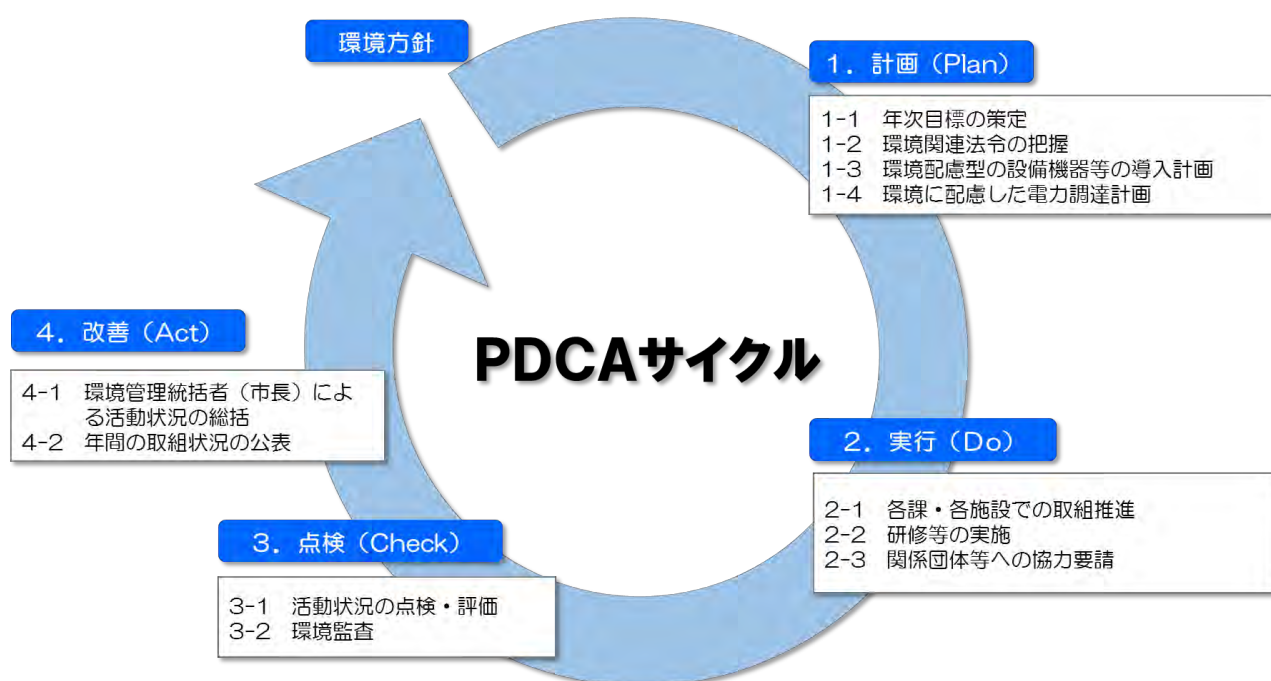 環境方針
1．計画（Plan）
1-1　年次目標の策定
1-2　環境関連法令の把握
1-3　環境配慮型の設備機器等の導入計画
1-4　環境に配慮した電力調達計画
PDCAサイクル
2．実行（Do）
2-1　各課・各施設での取組推進
2-2　研修等の実施
2-3　関係団体等への協力要請
3．点検（Check）
3-1　活動状況の点検・評価
3-2　環境監査
4．改善（Act）
4-1　環境管理統括者（市長）によ
る活動状況の総括
4-2　年間の取組状況の公表